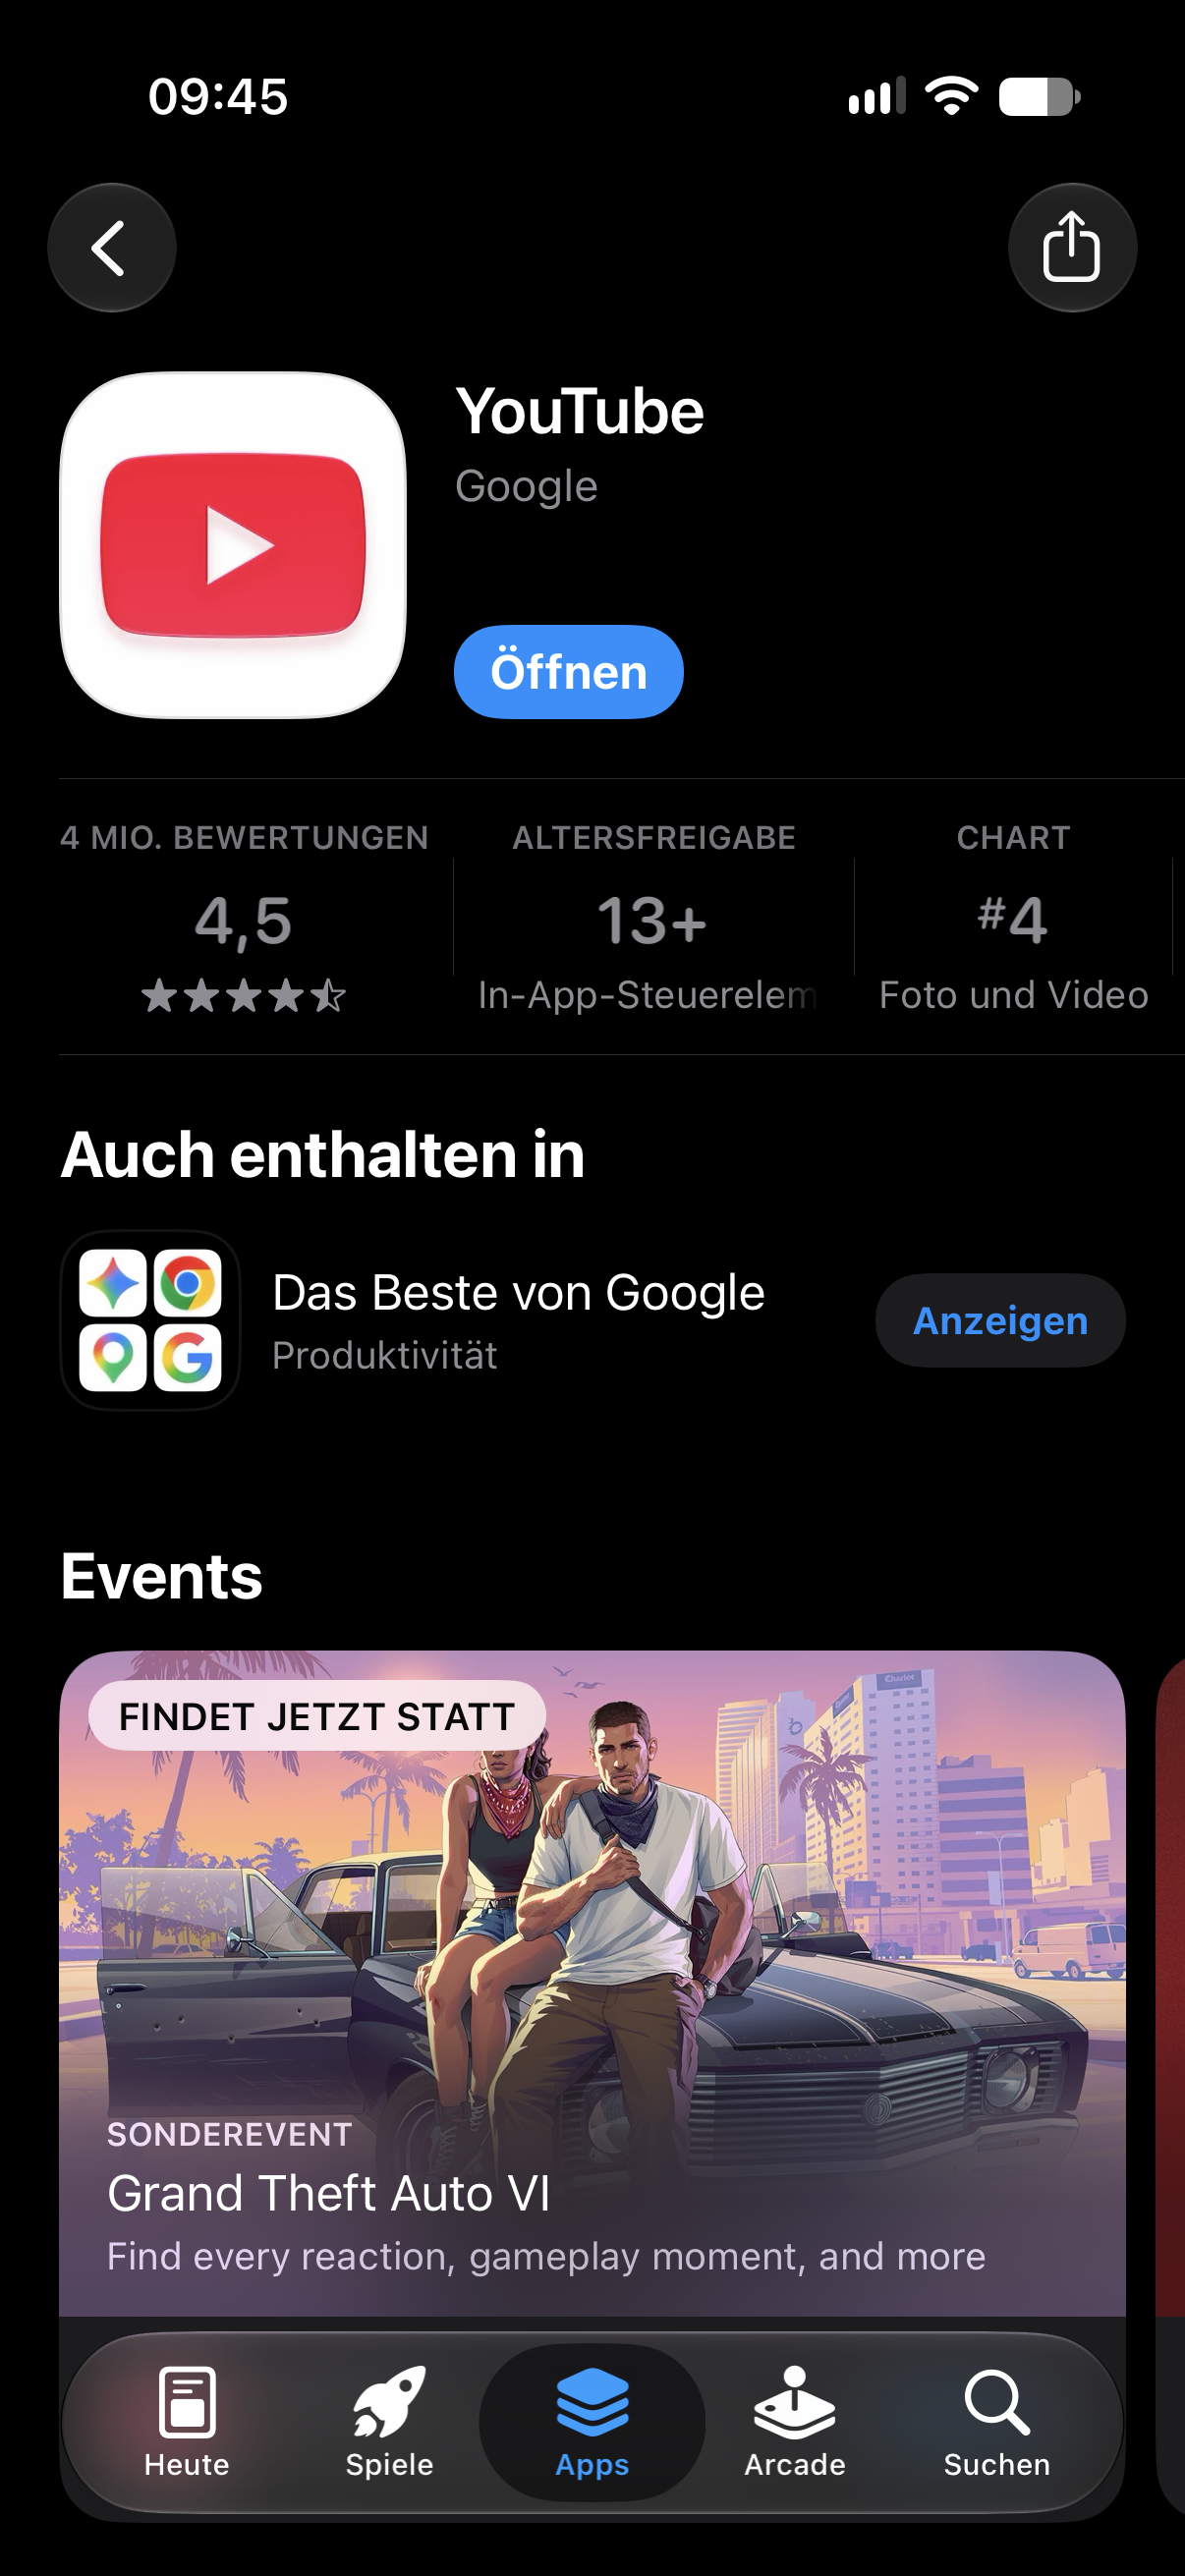 09:45
YouTube
Google
Öffnen
4 MIO. BEWERTUNGEN
4,5
ALTERSFREIGABE
13+
In-App-Steuerelem
CHART
#4
Foto und Video
Auch enthalten in
Das Beste von Google
Produktivität
Anzeigen
Events
FINDET JETZT STATT
SONDEREVENT
Grand Theft Auto VI
Find every reaction, gameplay moment, and more
Heute
Spiele
Apps
Arcade
Suchen